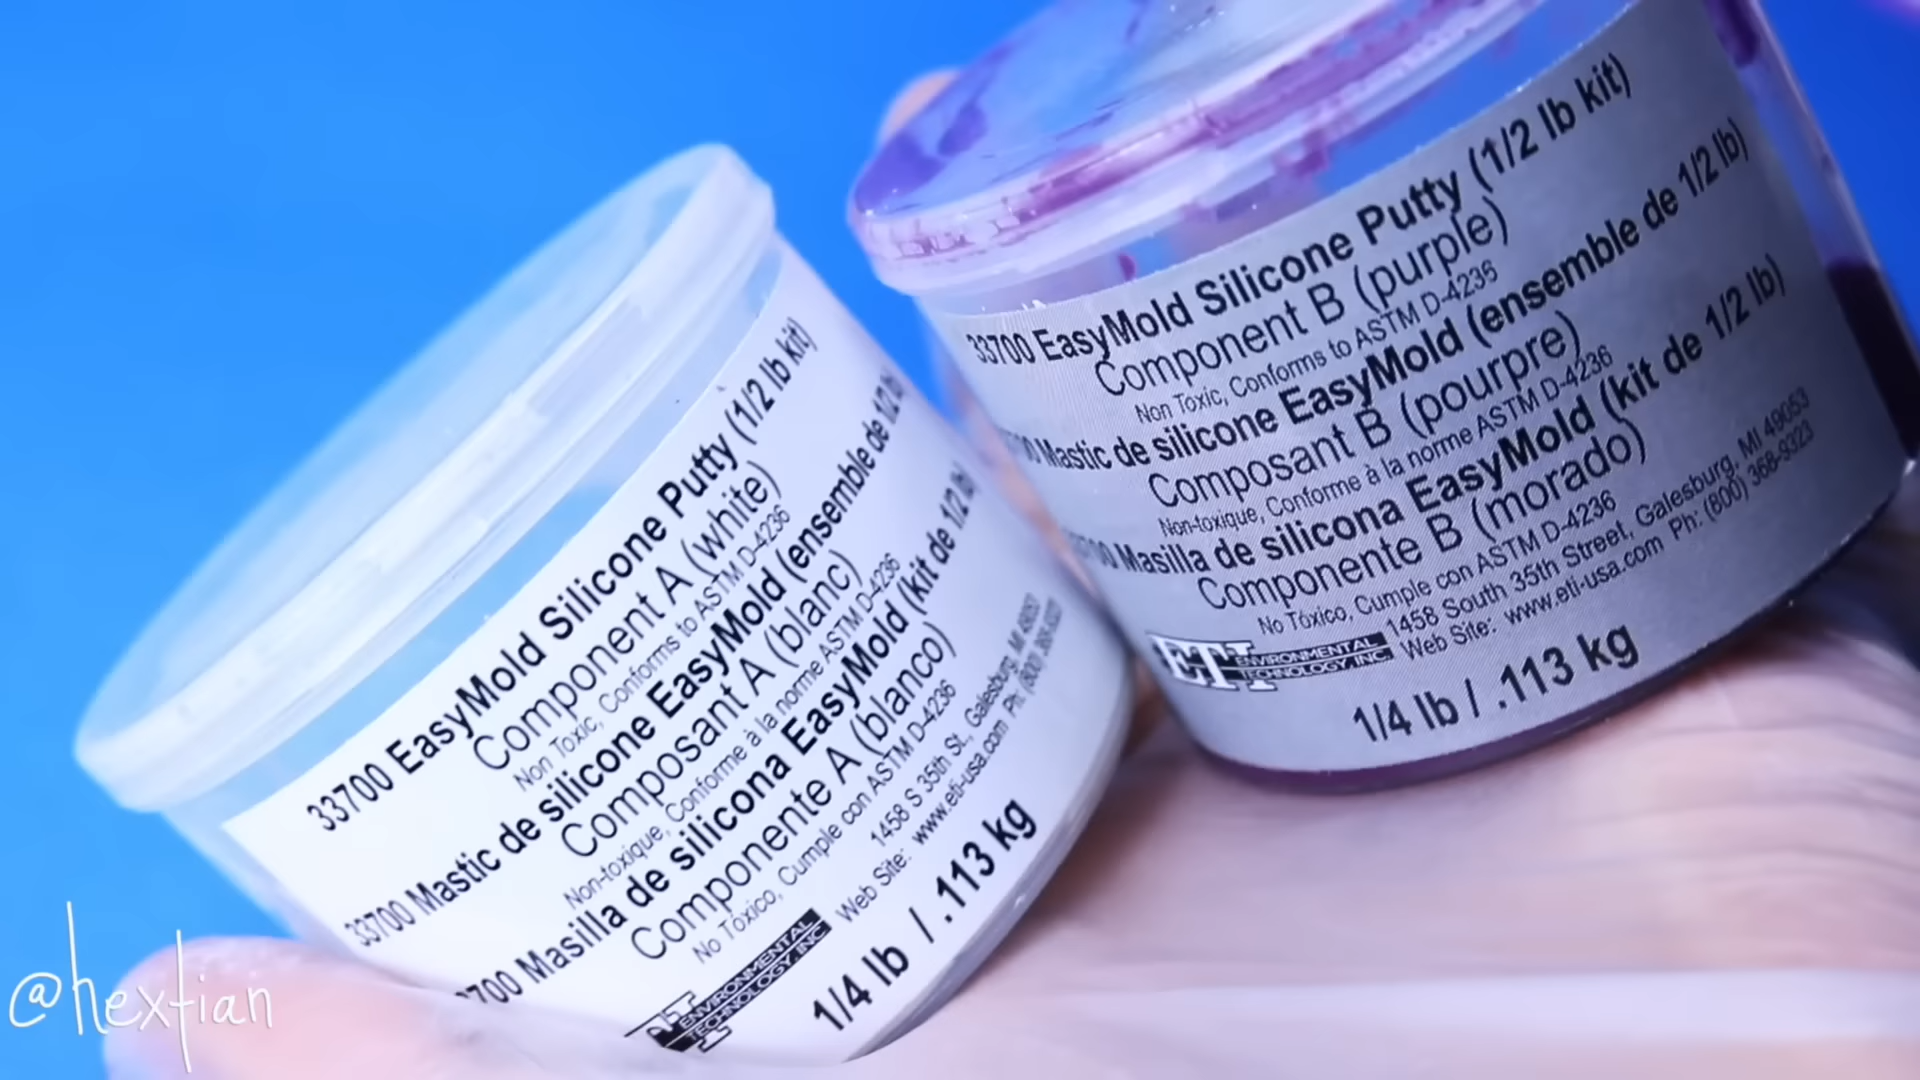 33700 EasyMold Silicone Putty (1/2 lb kit)
Component A (white)
Non Toxic, Conforms to ASTM D-4236
33700 Mastic de silicone EasyMold (ensemble de 1/2 lb)
Composant A (blanc)
Non-toxique, Conforme à la norme ASTM D-4236
700 Masilla de silicona EasyMold (kit de 1/2 lb)
Componente A (blanco)
No Tóxico, Cumple con ASTM D-4236
1458 S 35th St., Galesburg, MI 49053
Web Site: www.eti-usa.com Ph: (800) 368-9323
ENVIRONMENTAL
TECHNOLOGY, INC
1/4 lb / .113 kg
33700 EasyMold Silicone Putty (1/2 lb kit)
Component B (purple)
Non Toxic, Conforms to ASTM D-4236
00 Mastic de silicone EasyMold (ensemble de 1/2 lb)
Composant B (pourpre)
Non-toxique, Conforme à la norme ASTM D-4236
700 Masilla de silicona EasyMold (kit de 1/2 lb)
Componente B (morado)
No Tóxico, Cumple con ASTM D-4236
1458 South 35th Street, Galesburg, MI 49053
Web Site: www.eti-usa.com Ph: (800) 368-9323
ETI ENVIRONMENTAL
TECHNOLOGY, INC.
1/4 lb / .113 kg
@hextian